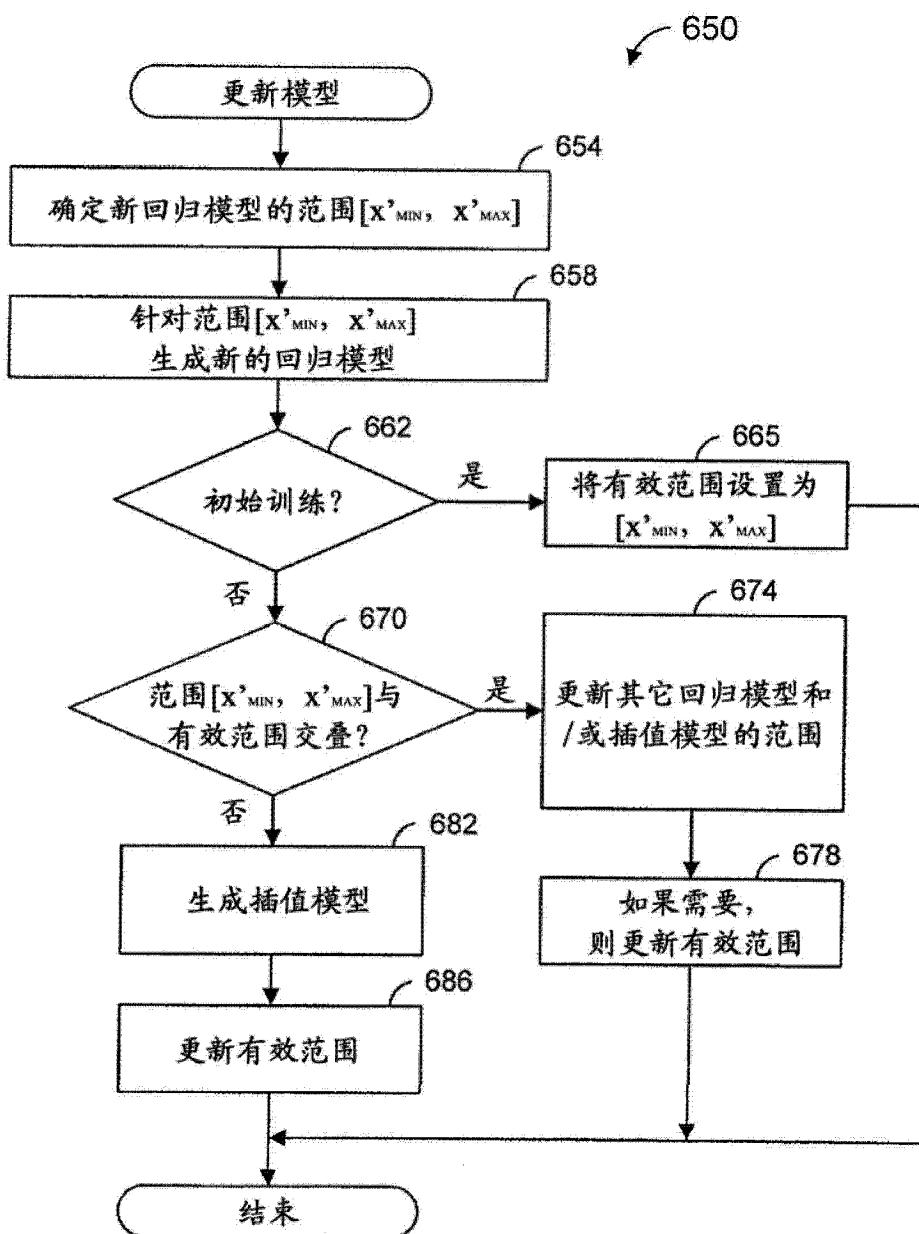 650
更新模型
654
确定新回归模型的范围[x'MIN, x'MAX]
658
针对范围[x'MIN, x'MAX]
生成新的回归模型
662
初始训练?
是
665
将有效范围设置为
[x'MIN, x'MAX]
否
670
范围[x'MIN, x'MAX]与
有效范围交叠?
是
674
更新其它回归模型和
/或插值模型的范围
否
682
生成插值模型
678
如果需要,
则更新有效范围
686
更新有效范围
结束